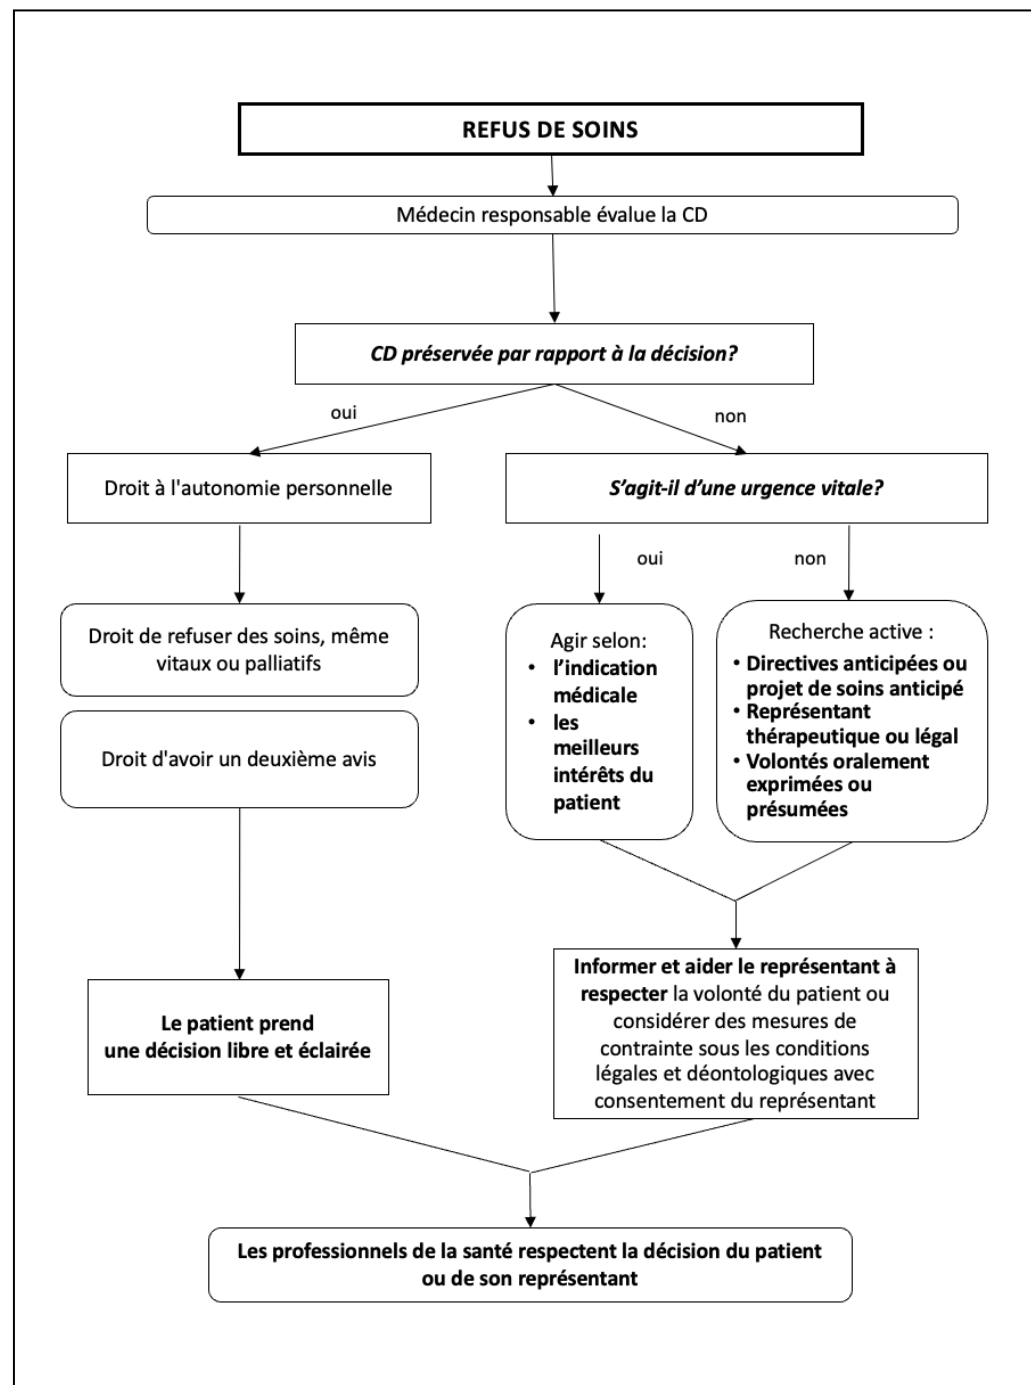 REFUS DE SOINS
Médecin responsable évalue la CD
CD préservée par rapport à la décision?
oui
non
Droit à l'autonomie personnelle
S’agit-il d’une urgence vitale?
oui
non
Droit de refuser des soins, même
vitaux ou palliatifs
Droit d'avoir un deuxième avis
Agir selon:
• l’indication
médicale
• les
meilleurs
intérêts du
patient
Recherche active :
• Directives anticipées ou
projet de soins anticipé
• Représentant
thérapeutique ou légal
• Volontés oralement
exprimées ou
présumées
Le patient prend
une décision libre et éclairée
Informer et aider le représentant à
respecter la volonté du patient ou
considérer des mesures de
contrainte sous les conditions
légales et déontologiques avec
consentement du représentant
Les professionnels de la santé respectent la décision du patient
ou de son représentant